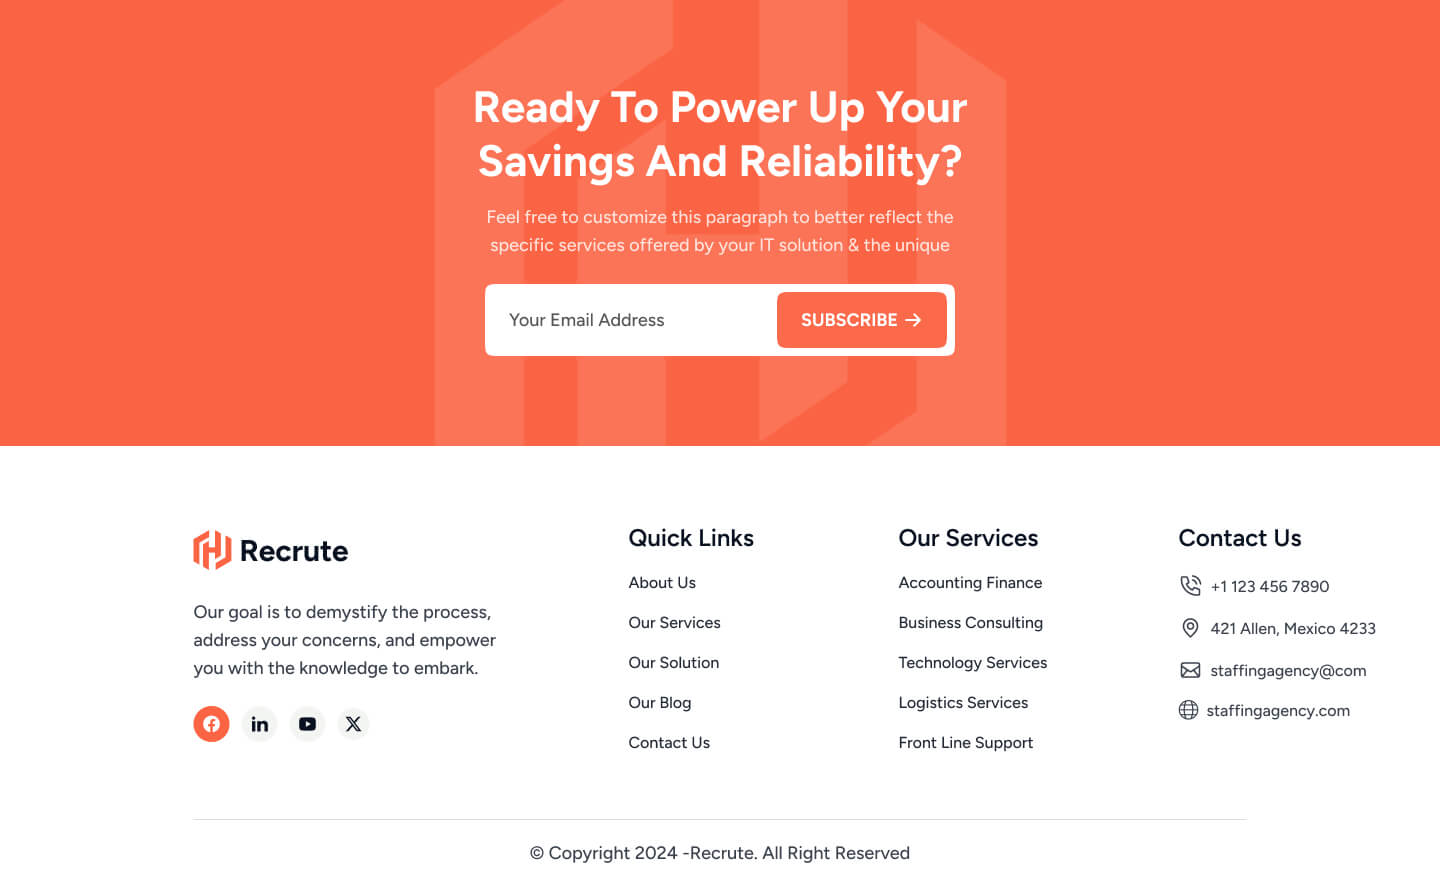 Ready To Power Up Your
Savings And Reliability?
Feel free to customize this paragraph to better reflect the
specific services offered by your IT solution & the unique
Your Email Address
SUBSCRIBE →
Recrute
Our goal is to demystify the process,
address your concerns, and empower
you with the knowledge to embark.
Quick Links
About Us
Our Services
Our Solution
Our Blog
Contact Us
Our Services
Accounting Finance
Business Consulting
Technology Services
Logistics Services
Front Line Support
Contact Us
+1 123 456 7890
421 Allen, Mexico 4233
staffingagency@com
staffingagency.com
© Copyright 2024 -Recrute. All Right Reserved